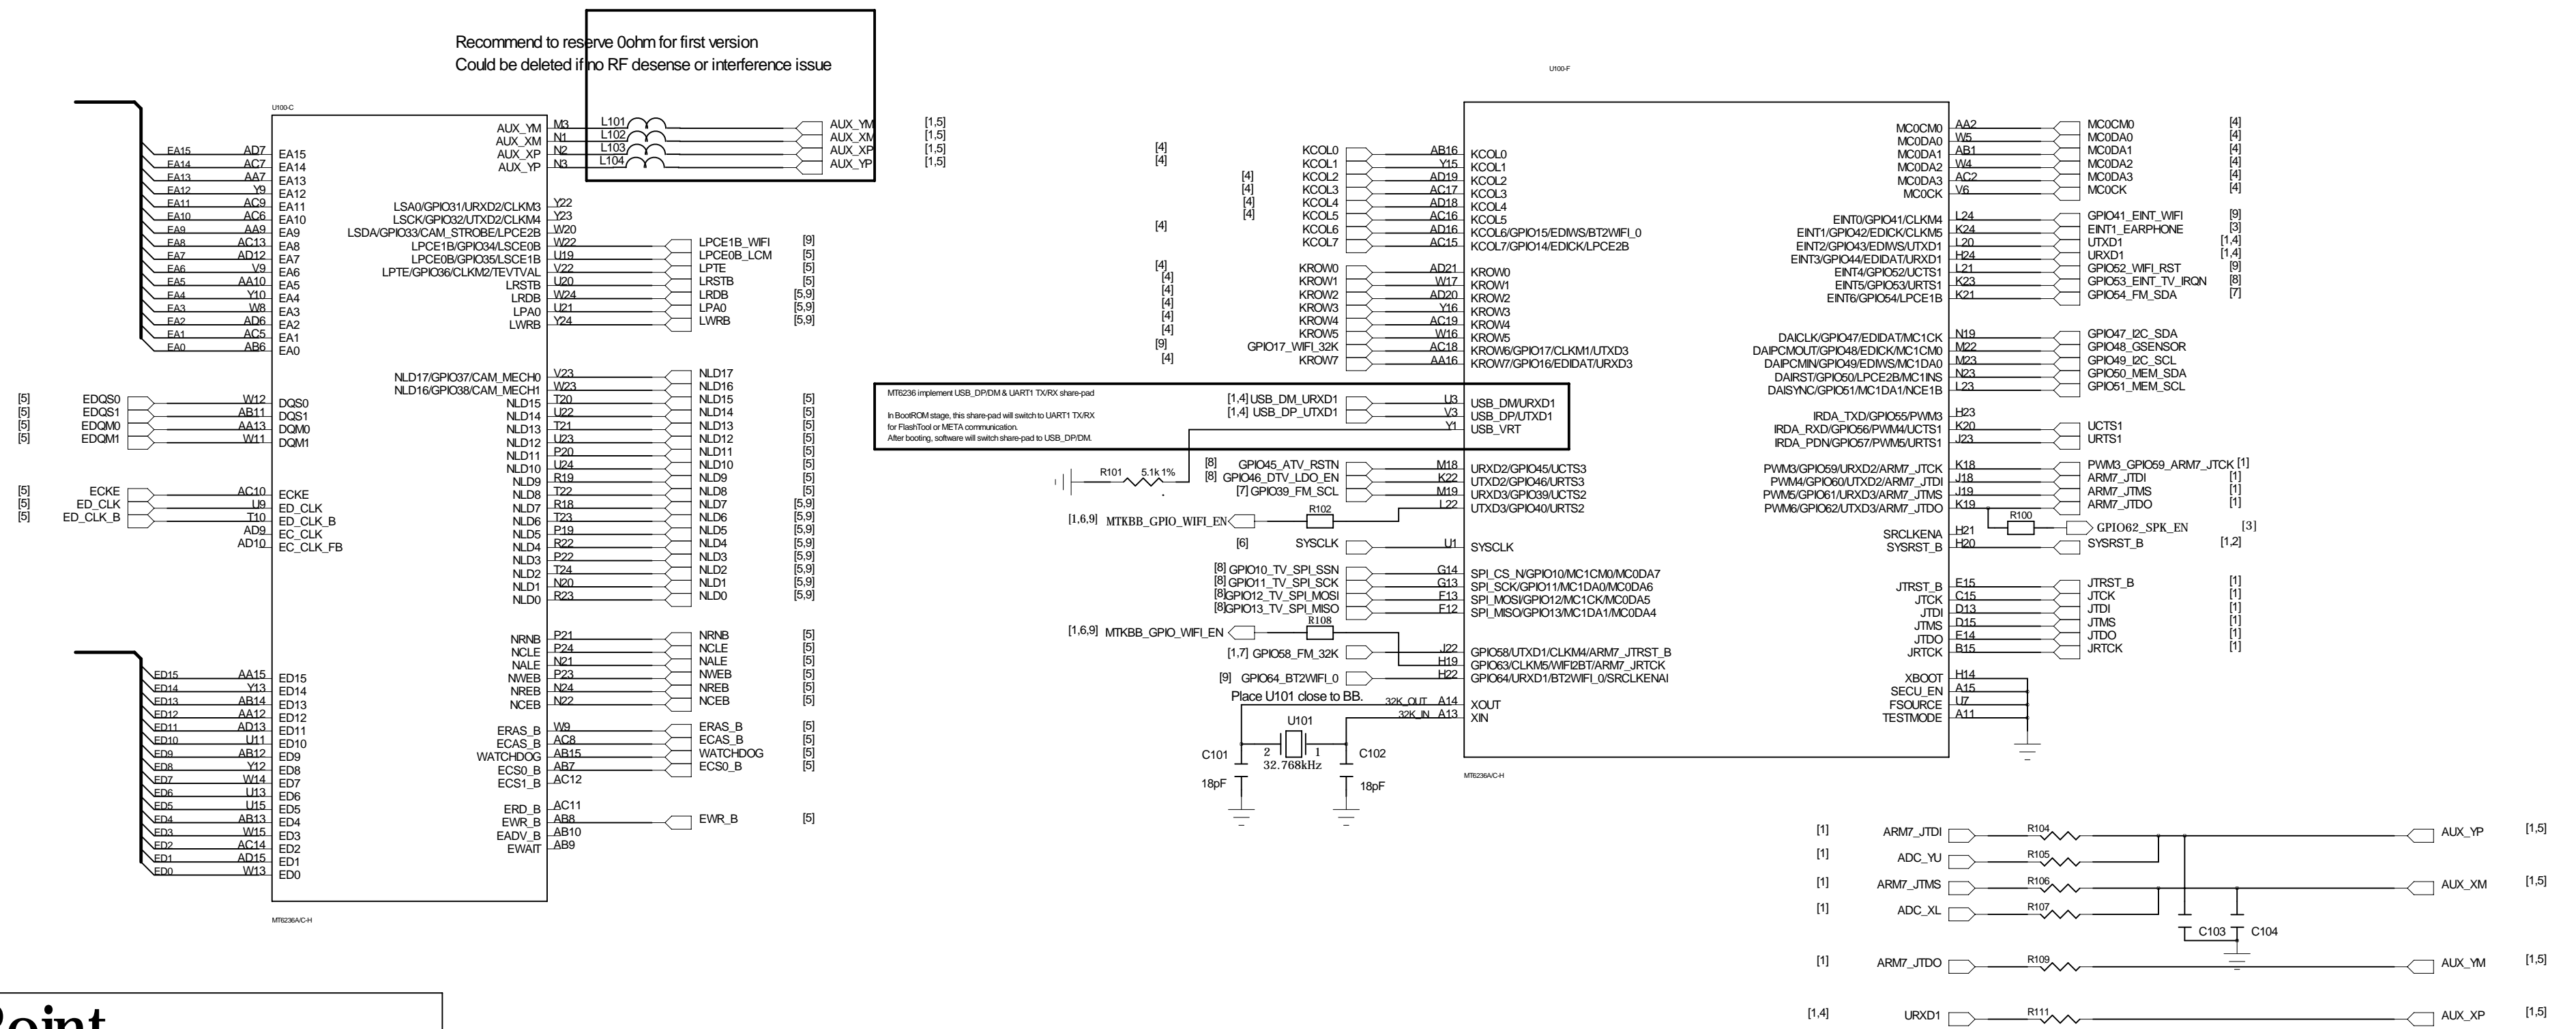 Recommend to reserve 0ohm for first version
Could be deleted if no RF desense or interference issue
U100-C
AUX_YM M3 L101 AUX_YM [1,5]
AUX_XM N1 L102 AUX_XM [1,5]
AUX_XP N2 L103 AUX_XP [1,5]
AUX_YP N3 L104 AUX_YP [1,5]
EA15 AD7 EA15
EA14 AC7 EA14
EA13 AA7 EA13
EA12 Y9 EA12
EA11 AC9 EA11
EA10 AC6 EA10
EA9 AA9 EA9
EA8 AC13 EA8
EA7 AD12 EA7
EA6 V9 EA6
EA5 AA10 EA5
EA4 Y10 EA4
EA3 W8 EA3
EA2 AD6 EA2
EA1 AC5 EA1
EA0 AB6 EA0
LSA0/GPIO31/URXD2/CLKM3 Y22
LSCK/GPIO32/UTXD2/CLKM4 Y23
LSDA/GPIO33/CAM_STROBE/LPCE2B W20
LPCE1B/GPIO34/LSCE0B W22 LPCE1B_WIFI [9]
LPCE0B/GPIO35/LSCE1B U19 LPCE0B_LCM [5]
LPTE/GPIO36/CLKM2/TEVTVAL V22 LPTE [5]
LRSTB U20 LRSTB [5]
LRDB W24 LRDB [5,9]
LPA0 U21 LPA0 [5,9]
LWRB Y24 LWRB [5,9]
NLD17/GPIO37/CAM_MECH0 V23 NLD17
NLD16/GPIO38/CAM_MECH1 W23 NLD16
NLD15 T20 NLD15 [5]
NLD14 U22 NLD14 [5]
NLD13 T21 NLD13 [5]
NLD12 U23 NLD12 [5]
NLD11 P20 NLD11 [5]
NLD10 U24 NLD10 [5]
NLD9 R19 NLD9 [5]
NLD8 T22 NLD8 [5]
NLD7 R18 NLD7 [5,9]
NLD6 T23 NLD6 [5,9]
NLD5 P19 NLD5 [5,9]
NLD4 R22 NLD4 [5,9]
NLD3 P22 NLD3 [5,9]
NLD2 T24 NLD2 [5,9]
NLD1 N20 NLD1 [5,9]
NLD0 R23 NLD0 [5,9]
[5] EDQS0 W12 DQS0
[5] EDQS1 AB11 DQS1
[5] EDQM0 AA13 DQM0
[5] EDQM1 W11 DQM1
[5] ECKE AC10 ECKE
[5] ED_CLK U9 ED_CLK
[5] ED_CLK_B T10 ED_CLK_B
AD9 EC_CLK
AD10 EC_CLK_FB
NRNB P21 NRNB [5]
NCLE P24 NCLE [5]
NALE N21 NALE [5]
NWEB P23 NWEB [5]
NREB N24 NREB [5]
NCEB N22 NCEB [5]
ERAS_B W9 ERAS_B [5]
ECAS_B AC8 ECAS_B [5]
WATCHDOG AB15 WATCHDOG [5]
ECS0_B AB7 ECS0_B [5]
ECS1_B AC12
ERD_B AC11
EWR_B AB8 EWR_B [5]
EADV_B AB10
EWAIT AB9
ED15 AA15 ED15
ED14 Y13 ED14
ED13 AB14 ED13
ED12 AA12 ED12
ED11 AD13 ED11
ED10 U11 ED10
ED9 AB12 ED9
ED8 Y12 ED8
ED7 W14 ED7
ED6 U13 ED6
ED5 U15 ED5
ED4 AB13 ED4
ED3 W15 ED3
ED2 AC14 ED2
ED1 AD15 ED1
ED0 W13 ED0
MT6236A/C-H
Point
U100-F
[4] KCOL0 AB16 KCOL0
[4] KCOL1 Y15 KCOL1
[4] KCOL2 AD19 KCOL2
[4] KCOL3 AC17 KCOL3
[4] KCOL4 AD18 KCOL4
[4] KCOL5 AC16 KCOL5
[4] KCOL6 AD16 KCOL6/GPIO15/EDIWS/BT2WIFI_0
KCOL7 AC15 KCOL7/GPIO14/EDICK/LPCE2B
[4] KROW0 AD21 KROW0
[4] KROW1 W17 KROW1
[4] KROW2 AD20 KROW2
[4] KROW3 Y16 KROW3
[4] KROW4 AC19 KROW4
[4] KROW5 W16 KROW5
[9] GPIO17_WIFI_32K AC18 KROW6/GPIO17/CLKM1/UTXD3
[4] KROW7 AA16 KROW7/GPIO16/EDIDAT/URXD3
MT6236 implement USB_DP/DM & UART1 TX/RX share-pad
In BootROM stage, this share-pad will switch to UART1 TX/RX
for FlashTool or META communication.
After booting, software will switch share-pad to USB_DP/DM.
[1,4] USB_DM_URXD1 U3 USB_DM/URXD1
[1,4] USB_DP_UTXD1 V3 USB_DP/UTXD1
Y1 USB_VRT
R101 5.1k 1%
[8] GPIO45_ATV_RSTN M18 URXD2/GPIO45/UCTS3
[8] GPIO46_DTV_LDO_EN K22 UTXD2/GPIO46/URTS3
[7] GPIO39_FM_SCL M19 URXD3/GPIO39/UCTS2
[1,6,9] MTKBB_GPIO_WIFI_EN R102 L22 UTXD3/GPIO40/URTS2
[6] SYSCLK U1 SYSCLK
[8] GPIO10_TV_SPI_SSN G14 SPI_CS_N/GPIO10/MC1CM0/MC0DA7
[8] GPIO11_TV_SPI_SCK G13 SPI_SCK/GPIO11/MC1DA0/MC0DA6
[8] GPIO12_TV_SPI_MOSI F13 SPI_MOSI/GPIO12/MC1CK/MC0DA5
[8] GPIO13_TV_SPI_MISO F12 SPI_MISO/GPIO13/MC1DA1/MC0DA4
[1,6,9] MTKBB_GPIO_WIFI_EN R108
[1,7] GPIO58_FM_32K J22 GPIO58/UTXD1/CLKM4/ARM7_JTRST_B
H19 GPIO63/CLKM5/WIFI2BT/ARM7_JRTCK
[9] GPIO64_BT2WIFI_0 H22 GPIO64/URXD1/BT2WIFI_0/SRCLKENAI
Place U101 close to BB.
32K_OUT A14 XOUT
32K_IN A13 XIN
U101
C101 2 1 C102
32.768kHz
18pF 18pF
MT6236A/C-H
MC0CM0 AA2 MC0CM0 [4]
MC0DA0 W5 MC0DA0 [4]
MC0DA1 AB1 MC0DA1 [4]
MC0DA2 W4 MC0DA2 [4]
MC0DA3 AC2 MC0DA3 [4]
MC0CK V6 MC0CK [4]
EINT0/GPIO41/CLKM4 L24 GPIO41_EINT_WIFI [9]
EINT1/GPIO42/EDICK/CLKM5 K24 EINT1_EARPHONE [3]
EINT2/GPIO43/EDIWS/UTXD1 L20 UTXD1 [1,4]
EINT3/GPIO44/EDIDAT/URXD1 H24 URXD1 [1,4]
EINT4/GPIO52/UCTS1 L21 GPIO52_WIFI_RST [9]
EINT5/GPIO53/URTS1 K23 GPIO53_EINT_TV_IRQN [8]
EINT6/GPIO54/LPCE1B K21 GPIO54_FM_SDA [7]
DAICLK/GPIO47/EDIDAT/MC1CK N19 GPIO47_I2C_SDA
DAIPCMOUT/GPIO48/EDICK/MC1CM0 M22 GPIO48_GSENSOR
DAIPCMIN/GPIO49/EDIWS/MC1DA0 M23 GPIO49_I2C_SCL
DAIRST/GPIO50/LPCE2B/MC1INS N23 GPIO50_MEM_SDA
DAISYNC/GPIO51/MC1DA1/NCE1B L23 GPIO51_MEM_SCL
IRDA_TXD/GPIO55/PWM3 H23
IRDA_RXD/GPIO56/PWM4/UCTS1 K20 UCTS1
IRDA_PDN/GPIO57/PWM5/URTS1 J23 URTS1
PWM3/GPIO59/URXD2/ARM7_JTCK K18 PWM3_GPIO59_ARM7_JTCK [1]
PWM4/GPIO60/UTXD2/ARM7_JTDI J18 ARM7_JTDI [1]
PWM5/GPIO61/URXD3/ARM7_JTMS J19 ARM7_JTMS [1]
PWM6/GPIO62/UTXD3/ARM7_JTDO K19 ARM7_JTDO [1]
R100 GPIO62_SPK_EN [3]
SRCLKENA H21
SYSRST_B H20 SYSRST_B [1,2]
JTRST_B E15 JTRST_B [1]
JTCK C15 JTCK [1]
JTDI D13 JTDI [1]
JTMS D15 JTMS [1]
JTDO E14 JTDO [1]
JRTCK B15 JRTCK [1]
XBOOT H14
SECU_EN A15
FSOURCE U7
TESTMODE A11
[1] ARM7_JTDI R104 AUX_YP [1,5]
[1] ADC_YU R105
[1] ARM7_JTMS R106 AUX_XM [1,5]
[1] ADC_XL R107
C103 C104
[1] ARM7_JTDO R109 AUX_YM [1,5]
[1,4] URXD1 R111 AUX_XP [1,5]